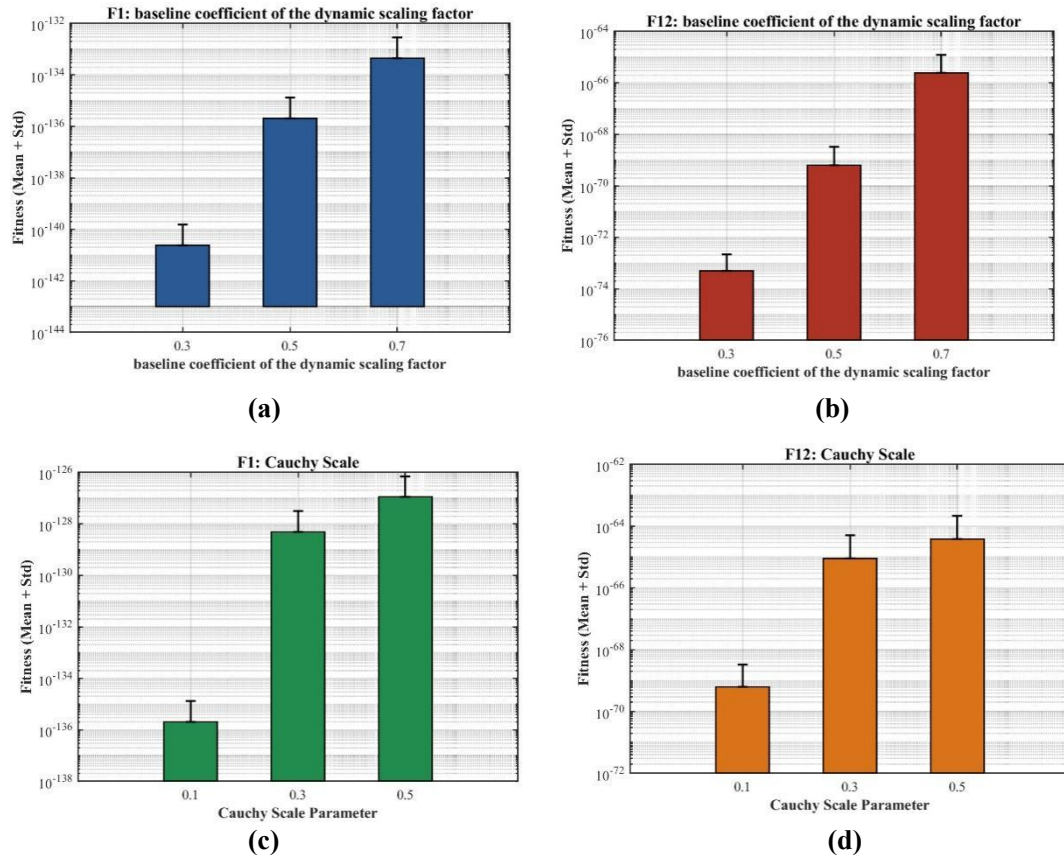 F1: baseline coefficient of the dynamic scaling factor
Fitness (Mean + Std)
10^-132
10^-134
10^-136
10^-138
10^-140
10^-142
10^-144
0.3 0.5 0.7
baseline coefficient of the dynamic scaling factor
(a)
F12: baseline coefficient of the dynamic scaling factor
Fitness (Mean + Std)
10^-64
10^-66
10^-68
10^-70
10^-72
10^-74
10^-76
0.3 0.5 0.7
baseline coefficient of the dynamic scaling factor
(b)
F1: Cauchy Scale
Fitness (Mean + Std)
10^-126
10^-128
10^-130
10^-132
10^-134
10^-136
10^-138
0.1 0.3 0.5
Cauchy Scale Parameter
(c)
F12: Cauchy Scale
Fitness (Mean + Std)
10^-62
10^-64
10^-66
10^-68
10^-70
10^-72
0.1 0.3 0.5
Cauchy Scale Parameter
(d)